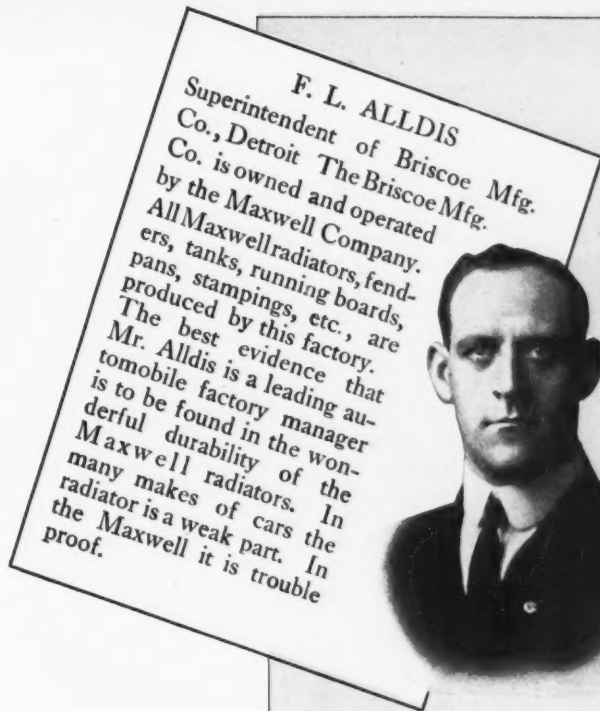 F. L. ALLDIS
Superintendent of Briscoe Mfg.
Co., Detroit The Briscoe Mfg.
Co. is owned and operated
by the Maxwell Company.
All Maxwell radiators, fend-
ers, tanks, running boards,
pans, stampings, etc., are
produced by this factory.
The best evidence that
Mr. Alldis is a leading au-
tomobile factory manager
is to be found in the won-
derful durability of the
Maxwell radiators. In
many makes of cars the
radiator is a weak part. In
the Maxwell it is trouble
proof.